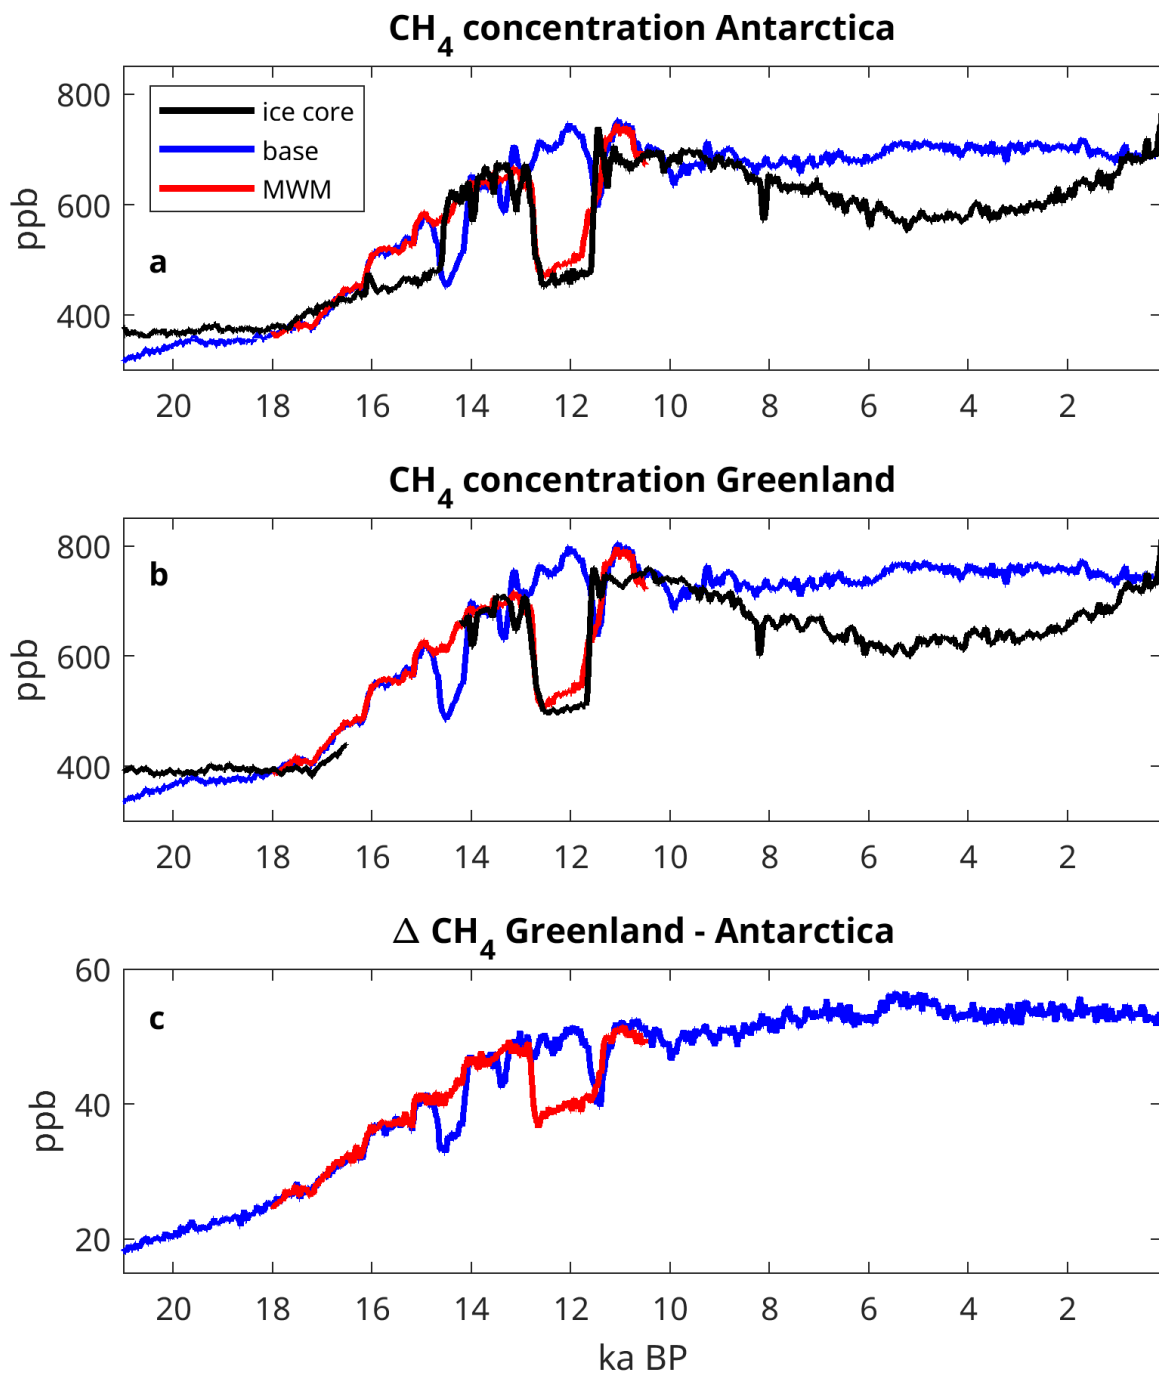 CH4 concentration Antarctica
800
600
400
ppb
ice core
base
MWM
a
20 18 16 14 12 10 8 6 4 2
CH4 concentration Greenland
800
600
400
ppb
b
20 18 16 14 12 10 8 6 4 2
Δ CH4 Greenland - Antarctica
60
40
20
ppb
c
20 18 16 14 12 10 8 6 4 2
ka BP